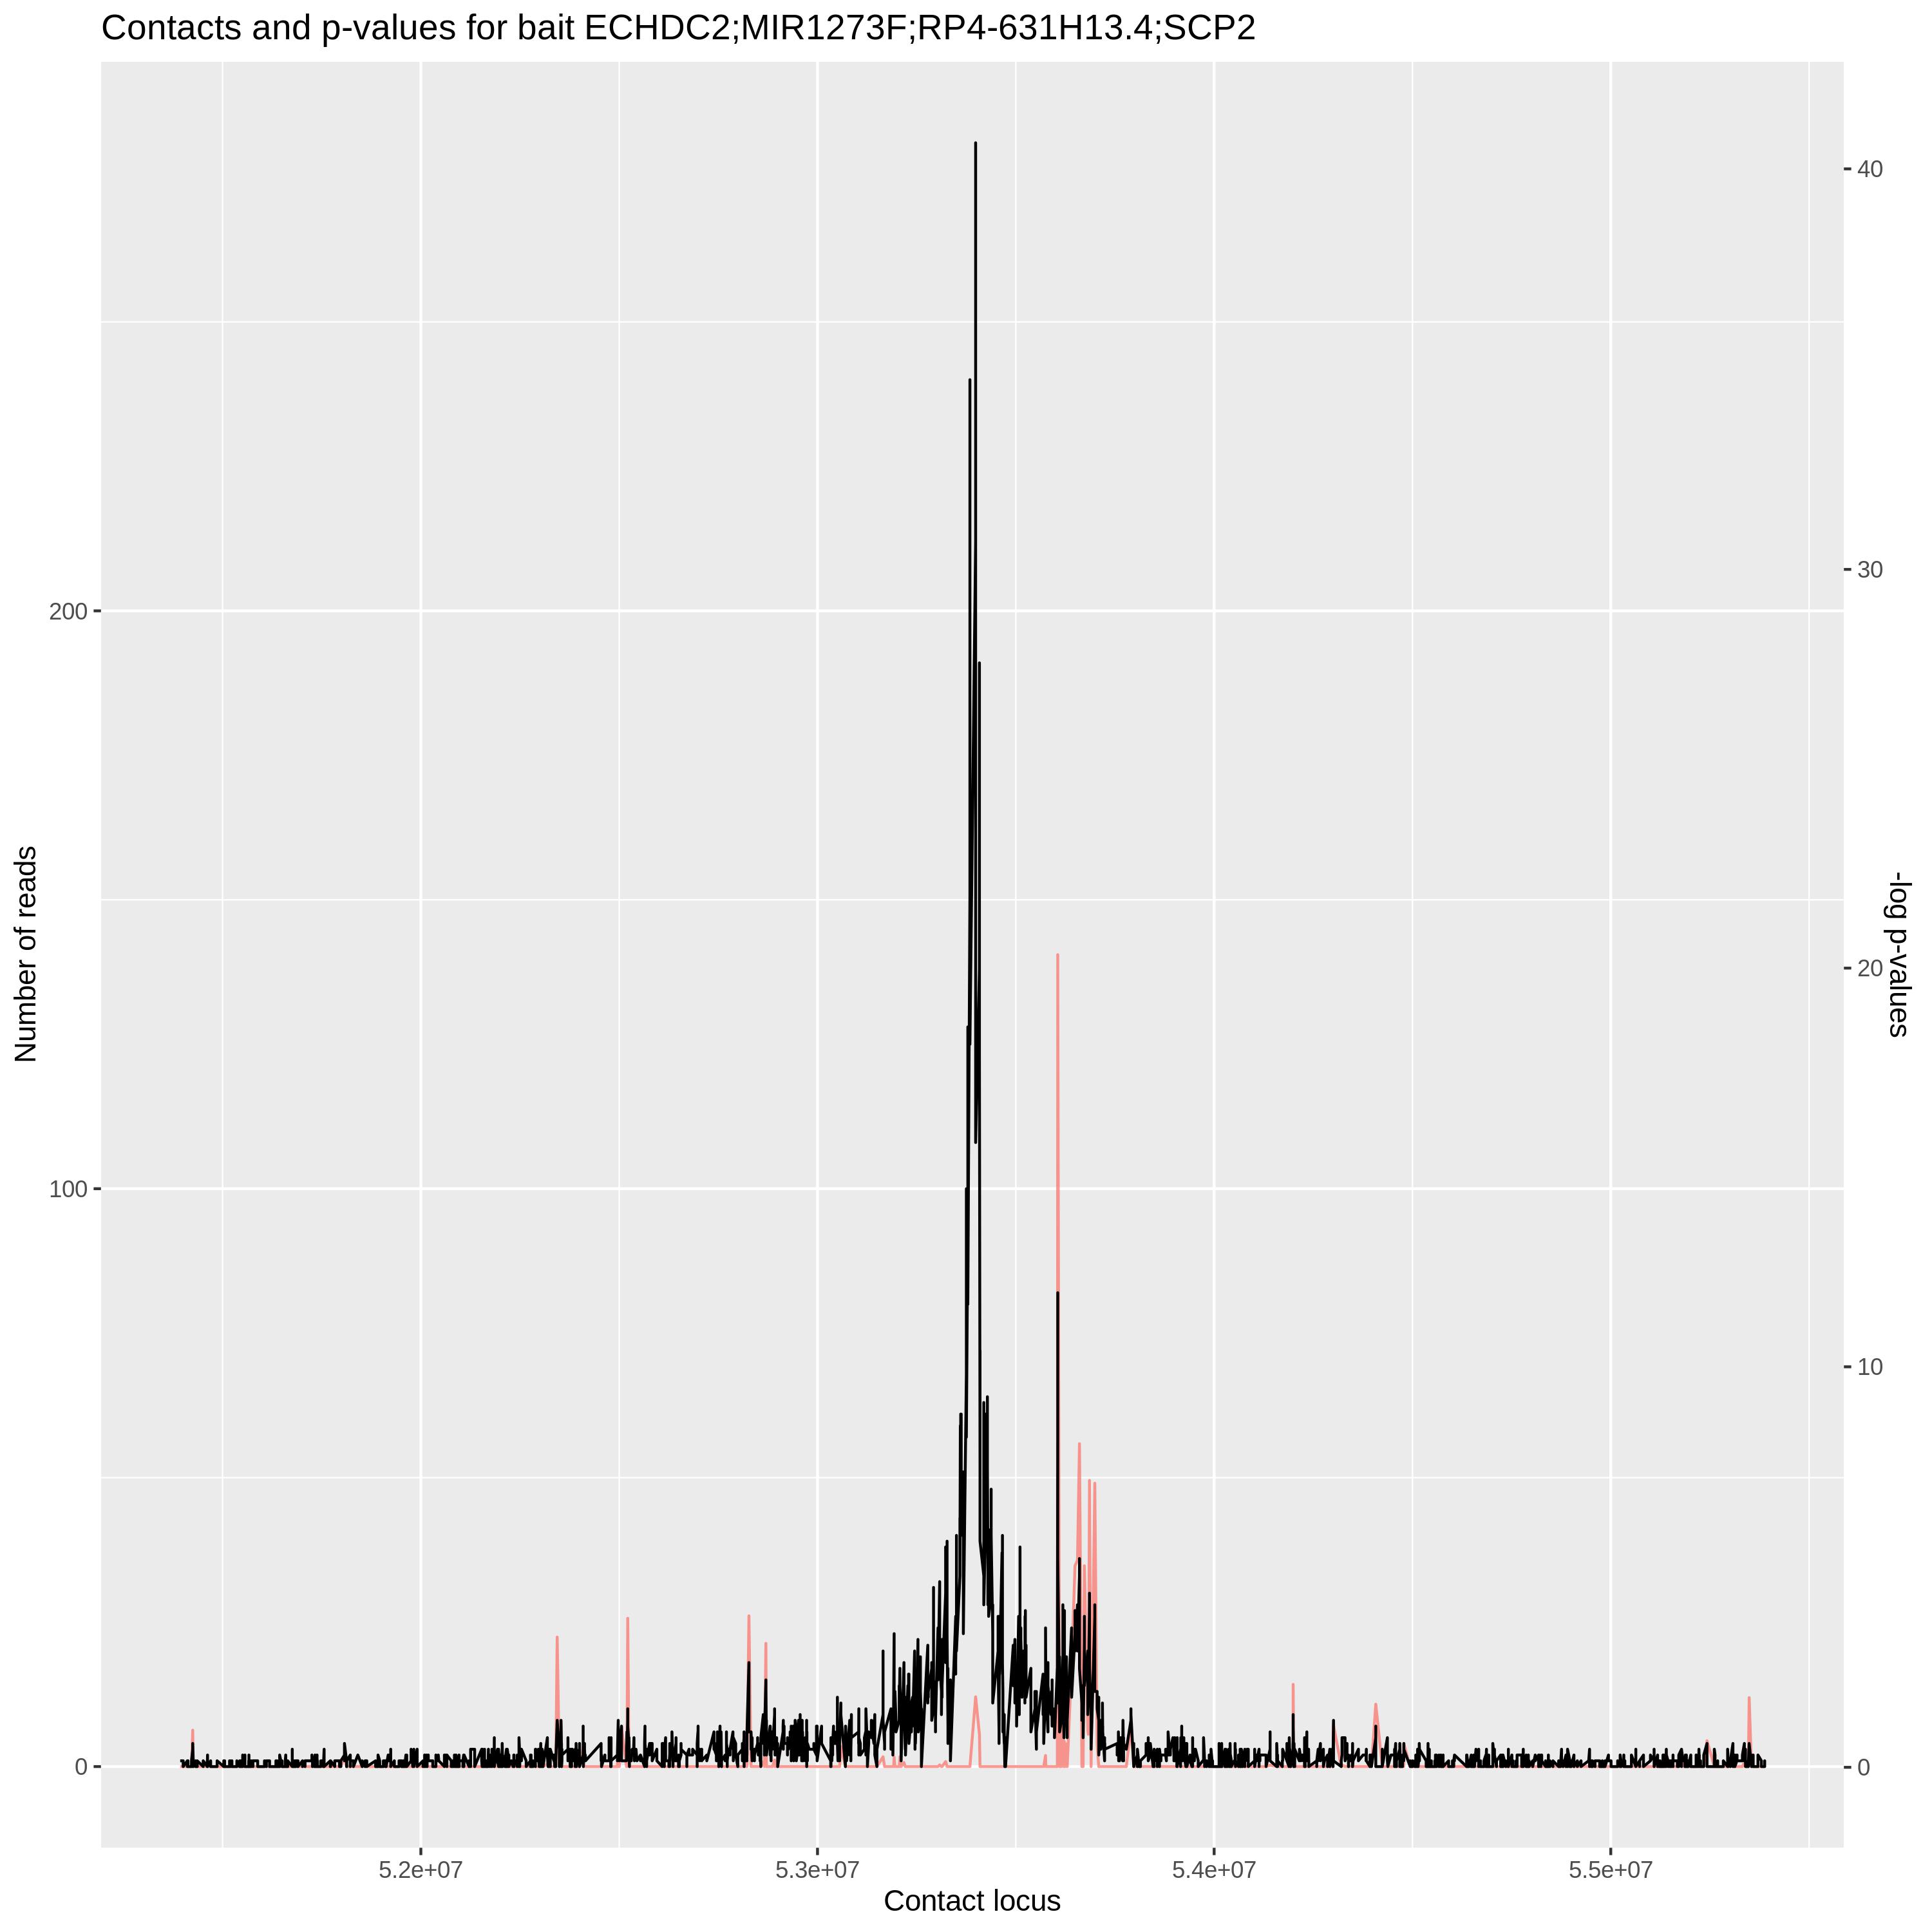 Contacts and p-values for bait ECHDC2;MIR1273F;RP4-631H13.4;SCP2
40
30
200
20
100
10
0
0
Number of reads
-log p-values
5.2e+07 5.3e+07 5.4e+07 5.5e+07
Contact locus